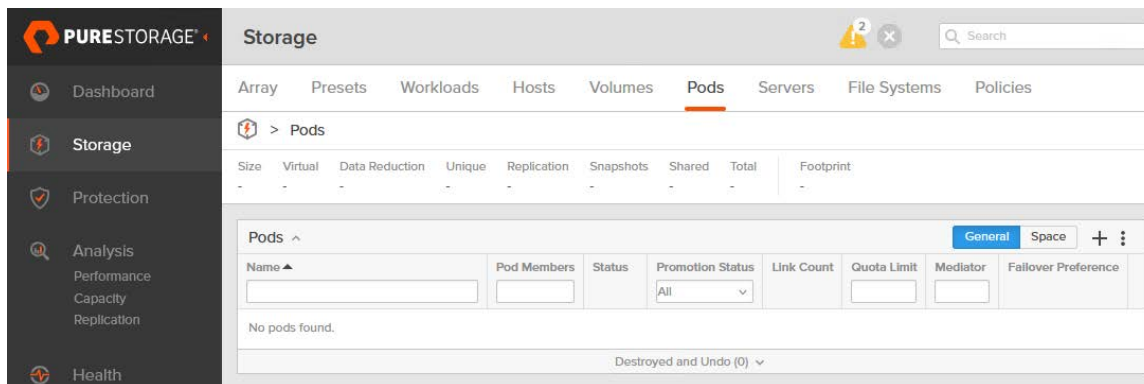 PURESTORAGE®
Storage
2
Search
Dashboard
Storage
Protection
Analysis
Performance
Capacity
Replication
Health
Array Presets Workloads Hosts Volumes Pods Servers File Systems Policies
> Pods
Size Virtual Data Reduction Unique Replication Snapshots Shared Total Footprint
- - - - - - - - -
Pods
General Space + ⋮
Name Pod Members Status Promotion Status Link Count Quota Limit Mediator Failover Preference
All
No pods found.
Destroyed and Undo (0)